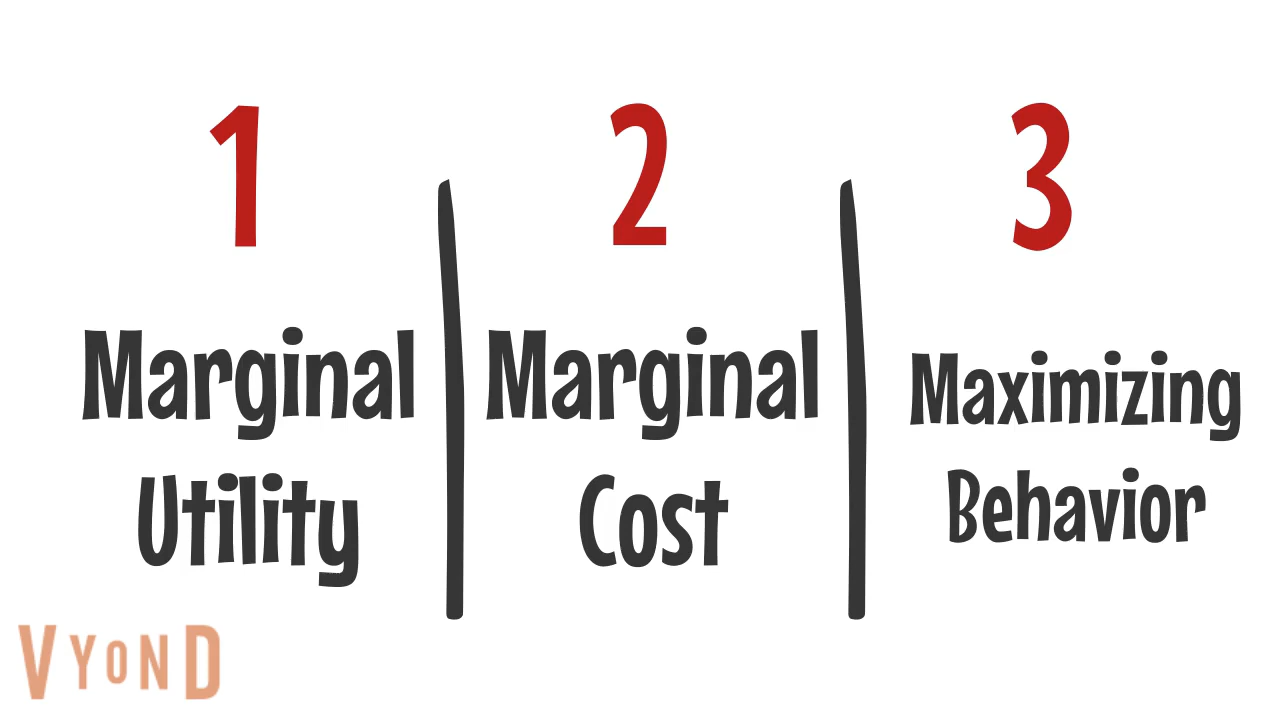 1
Marginal
Utility
2
Marginal
Cost
3
Maximizing
Behavior
VYOND